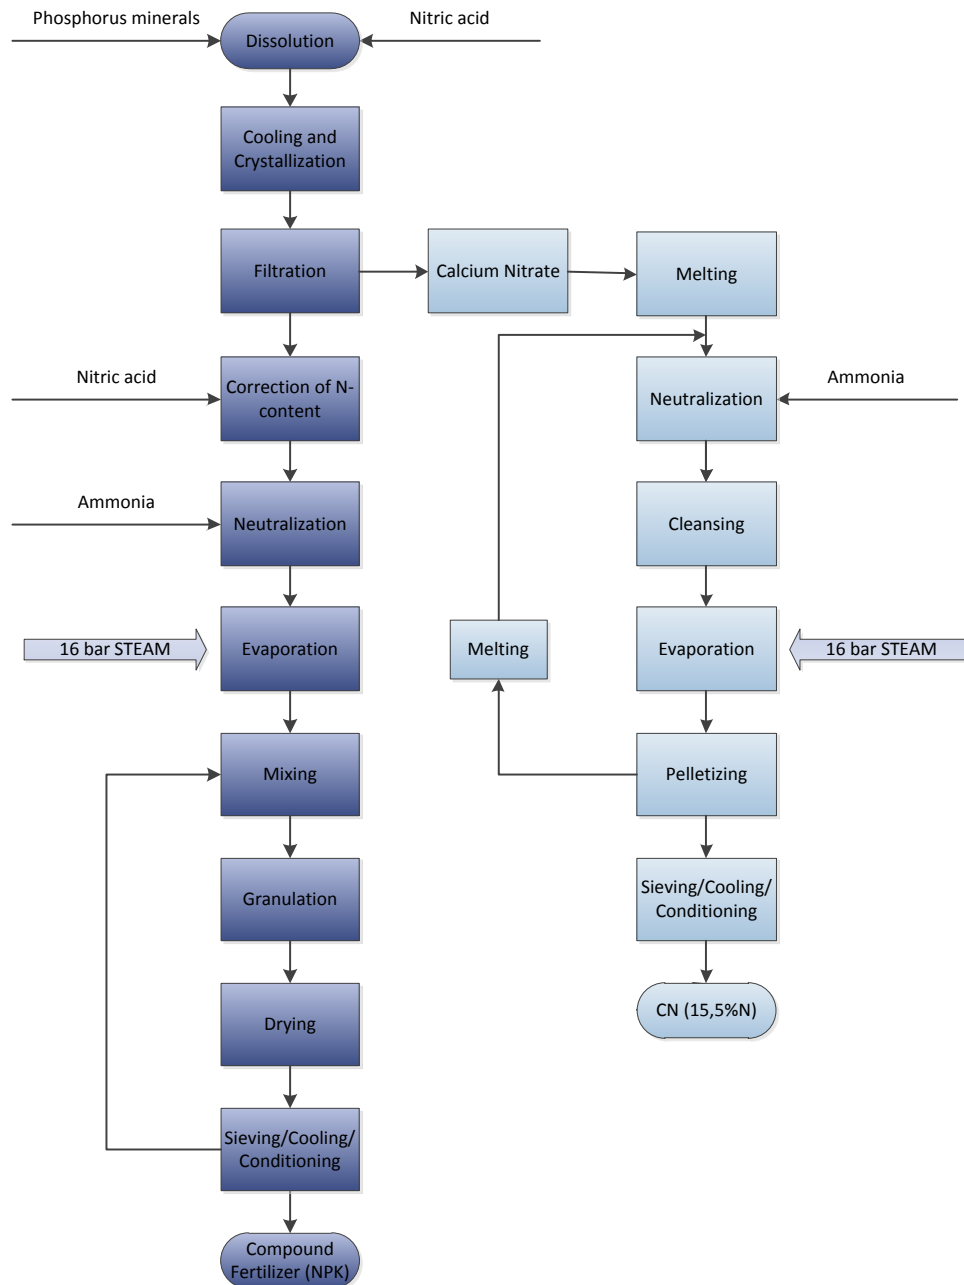 Phosphorus minerals
Nitric acid
Dissolution
Cooling and
Crystallization
Filtration
Calcium Nitrate
Melting
Nitric acid
Correction of N-
content
Neutralization
Ammonia
Ammonia
Neutralization
Cleansing
16 bar STEAM
Evaporation
Melting
Evaporation
16 bar STEAM
Mixing
Pelletizing
Granulation
Sieving/Cooling/
Conditioning
Drying
CN (15,5%N)
Sieving/Cooling/
Conditioning
Compound
Fertilizer (NPK)